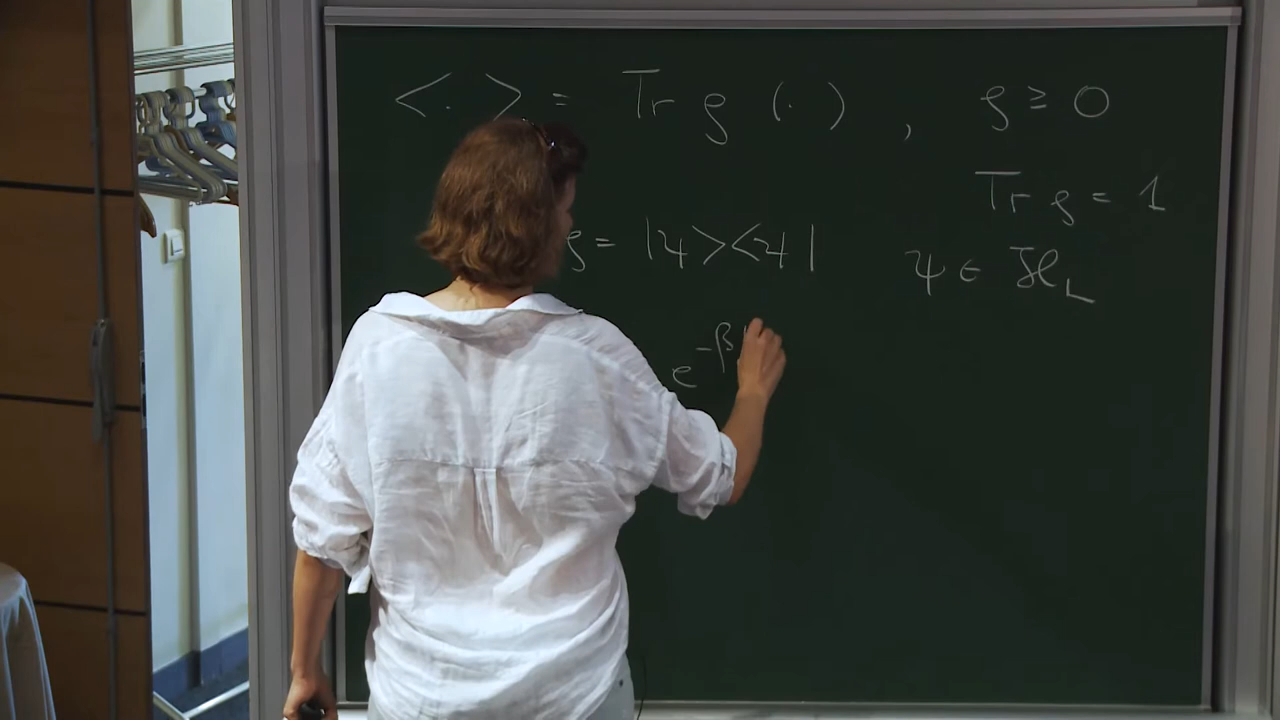 <·> = Tr ρ (·) , ρ ≥ 0
Tr ρ = 1
ρ = |ψ><ψ| ψ ∈ ℋ_L
e^{-β